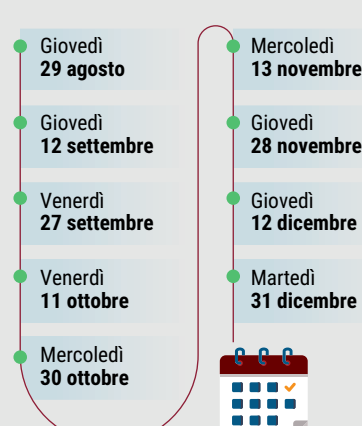 Giovedì
29 agosto
Giovedì
12 settembre
Venerdì
27 settembre
Venerdì
11 ottobre
Mercoledì
30 ottobre
Mercoledì
13 novembre
Giovedì
28 novembre
Giovedì
12 dicembre
Martedì
31 dicembre